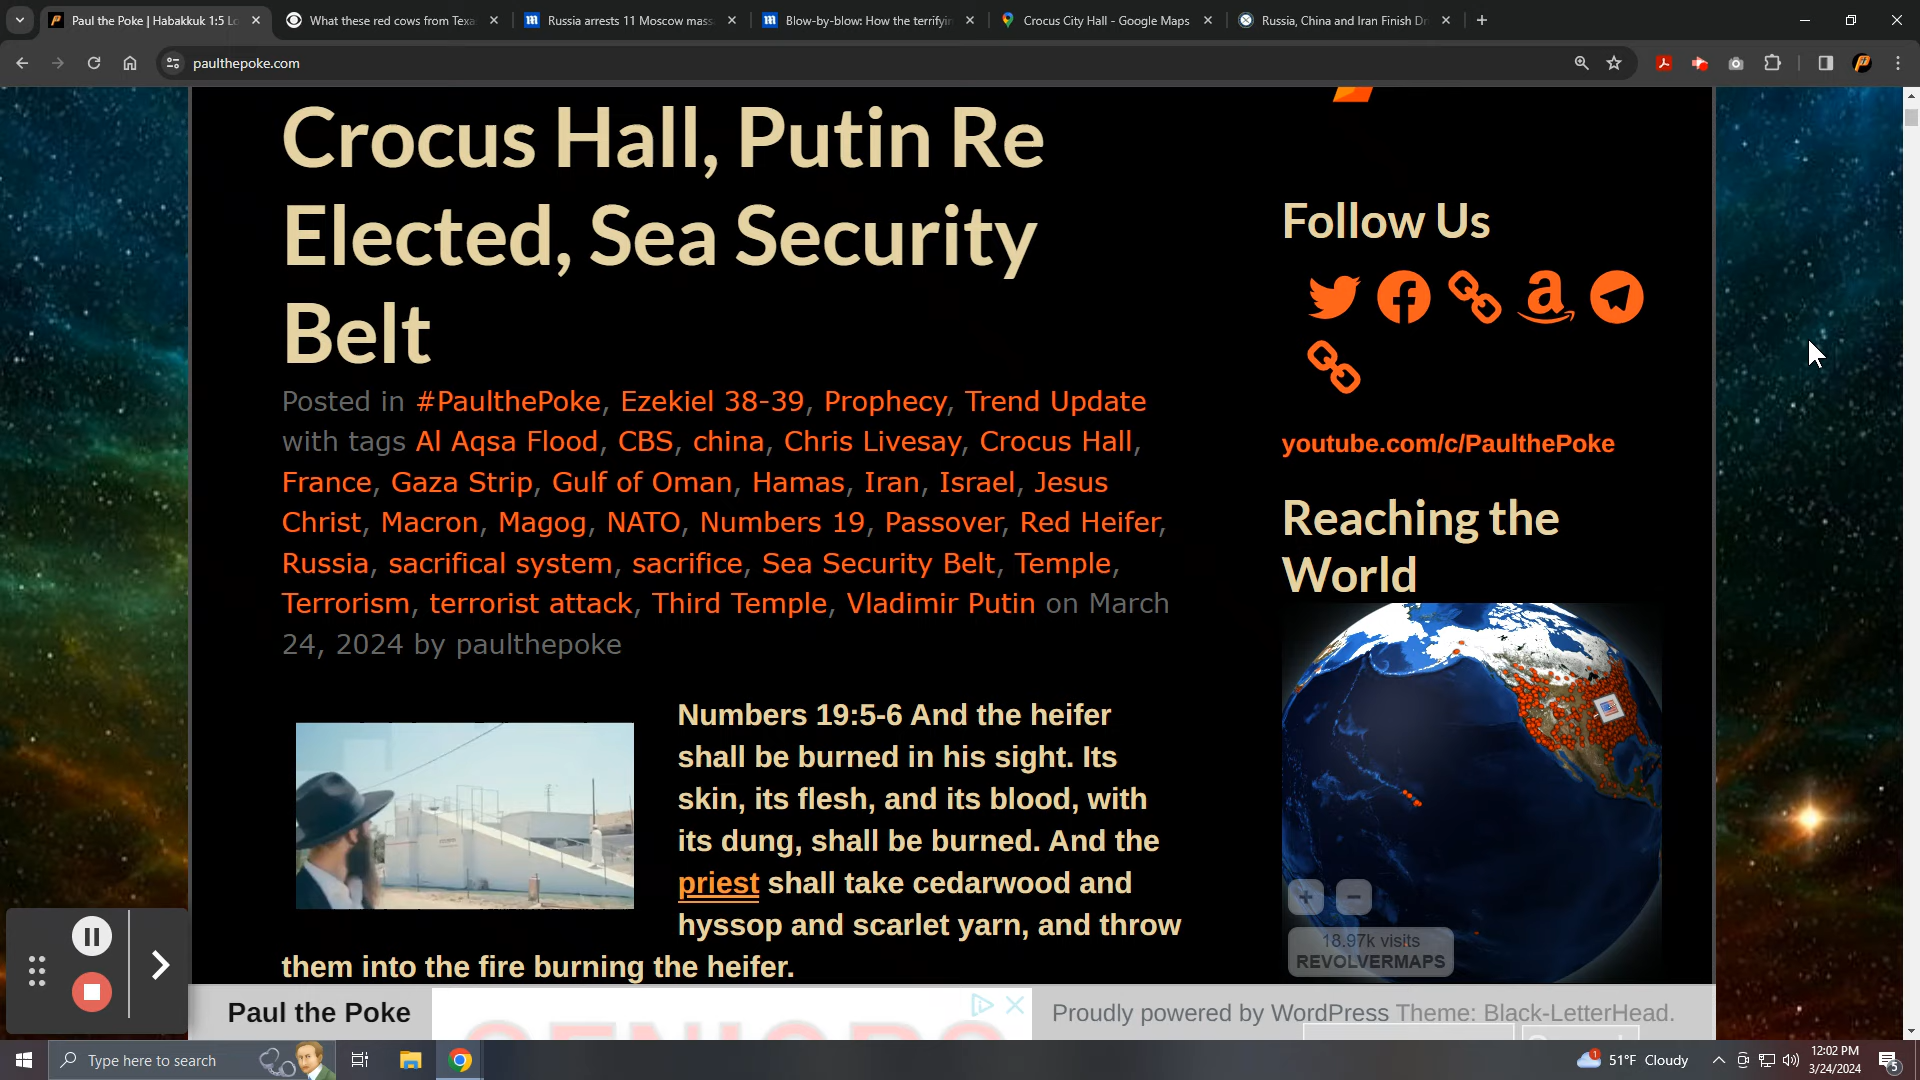 Paul the Poke | Habakkuk 1:5 Lo
What these red cows from Texa
Russia arrests 11 Moscow mass
Blow-by-blow: How the terrifyin
Crocus City Hall - Google Maps
Russia, China and Iran Finish Dr
paulthepoke.com
Crocus Hall, Putin Re
Elected, Sea Security
Belt
Posted in #PaulthePoke, Ezekiel 38-39, Prophecy, Trend Update
with tags Al Aqsa Flood, CBS, china, Chris Livesay, Crocus Hall,
France, Gaza Strip, Gulf of Oman, Hamas, Iran, Israel, Jesus
Christ, Macron, Magog, NATO, Numbers 19, Passover, Red Heifer,
Russia, sacrifical system, sacrifice, Sea Security Belt, Temple,
Terrorism, terrorist attack, Third Temple, Vladimir Putin on March
24, 2024 by paulthepoke
Numbers 19:5-6 And the heifer
shall be burned in his sight. Its
skin, its flesh, and its blood, with
its dung, shall be burned. And the
priest shall take cedarwood and
hyssop and scarlet yarn, and throw
them into the fire burning the heifer.
Follow Us
youtube.com/c/PaulthePoke
Reaching the
World
+ −
18.97k visits
REVOLVERMAPS
Paul the Poke
SENIORS
Proudly powered by WordPress Theme: Black-LetterHead.
Type here to search
1
51°F Cloudy
12:02 PM
3/24/2024
5